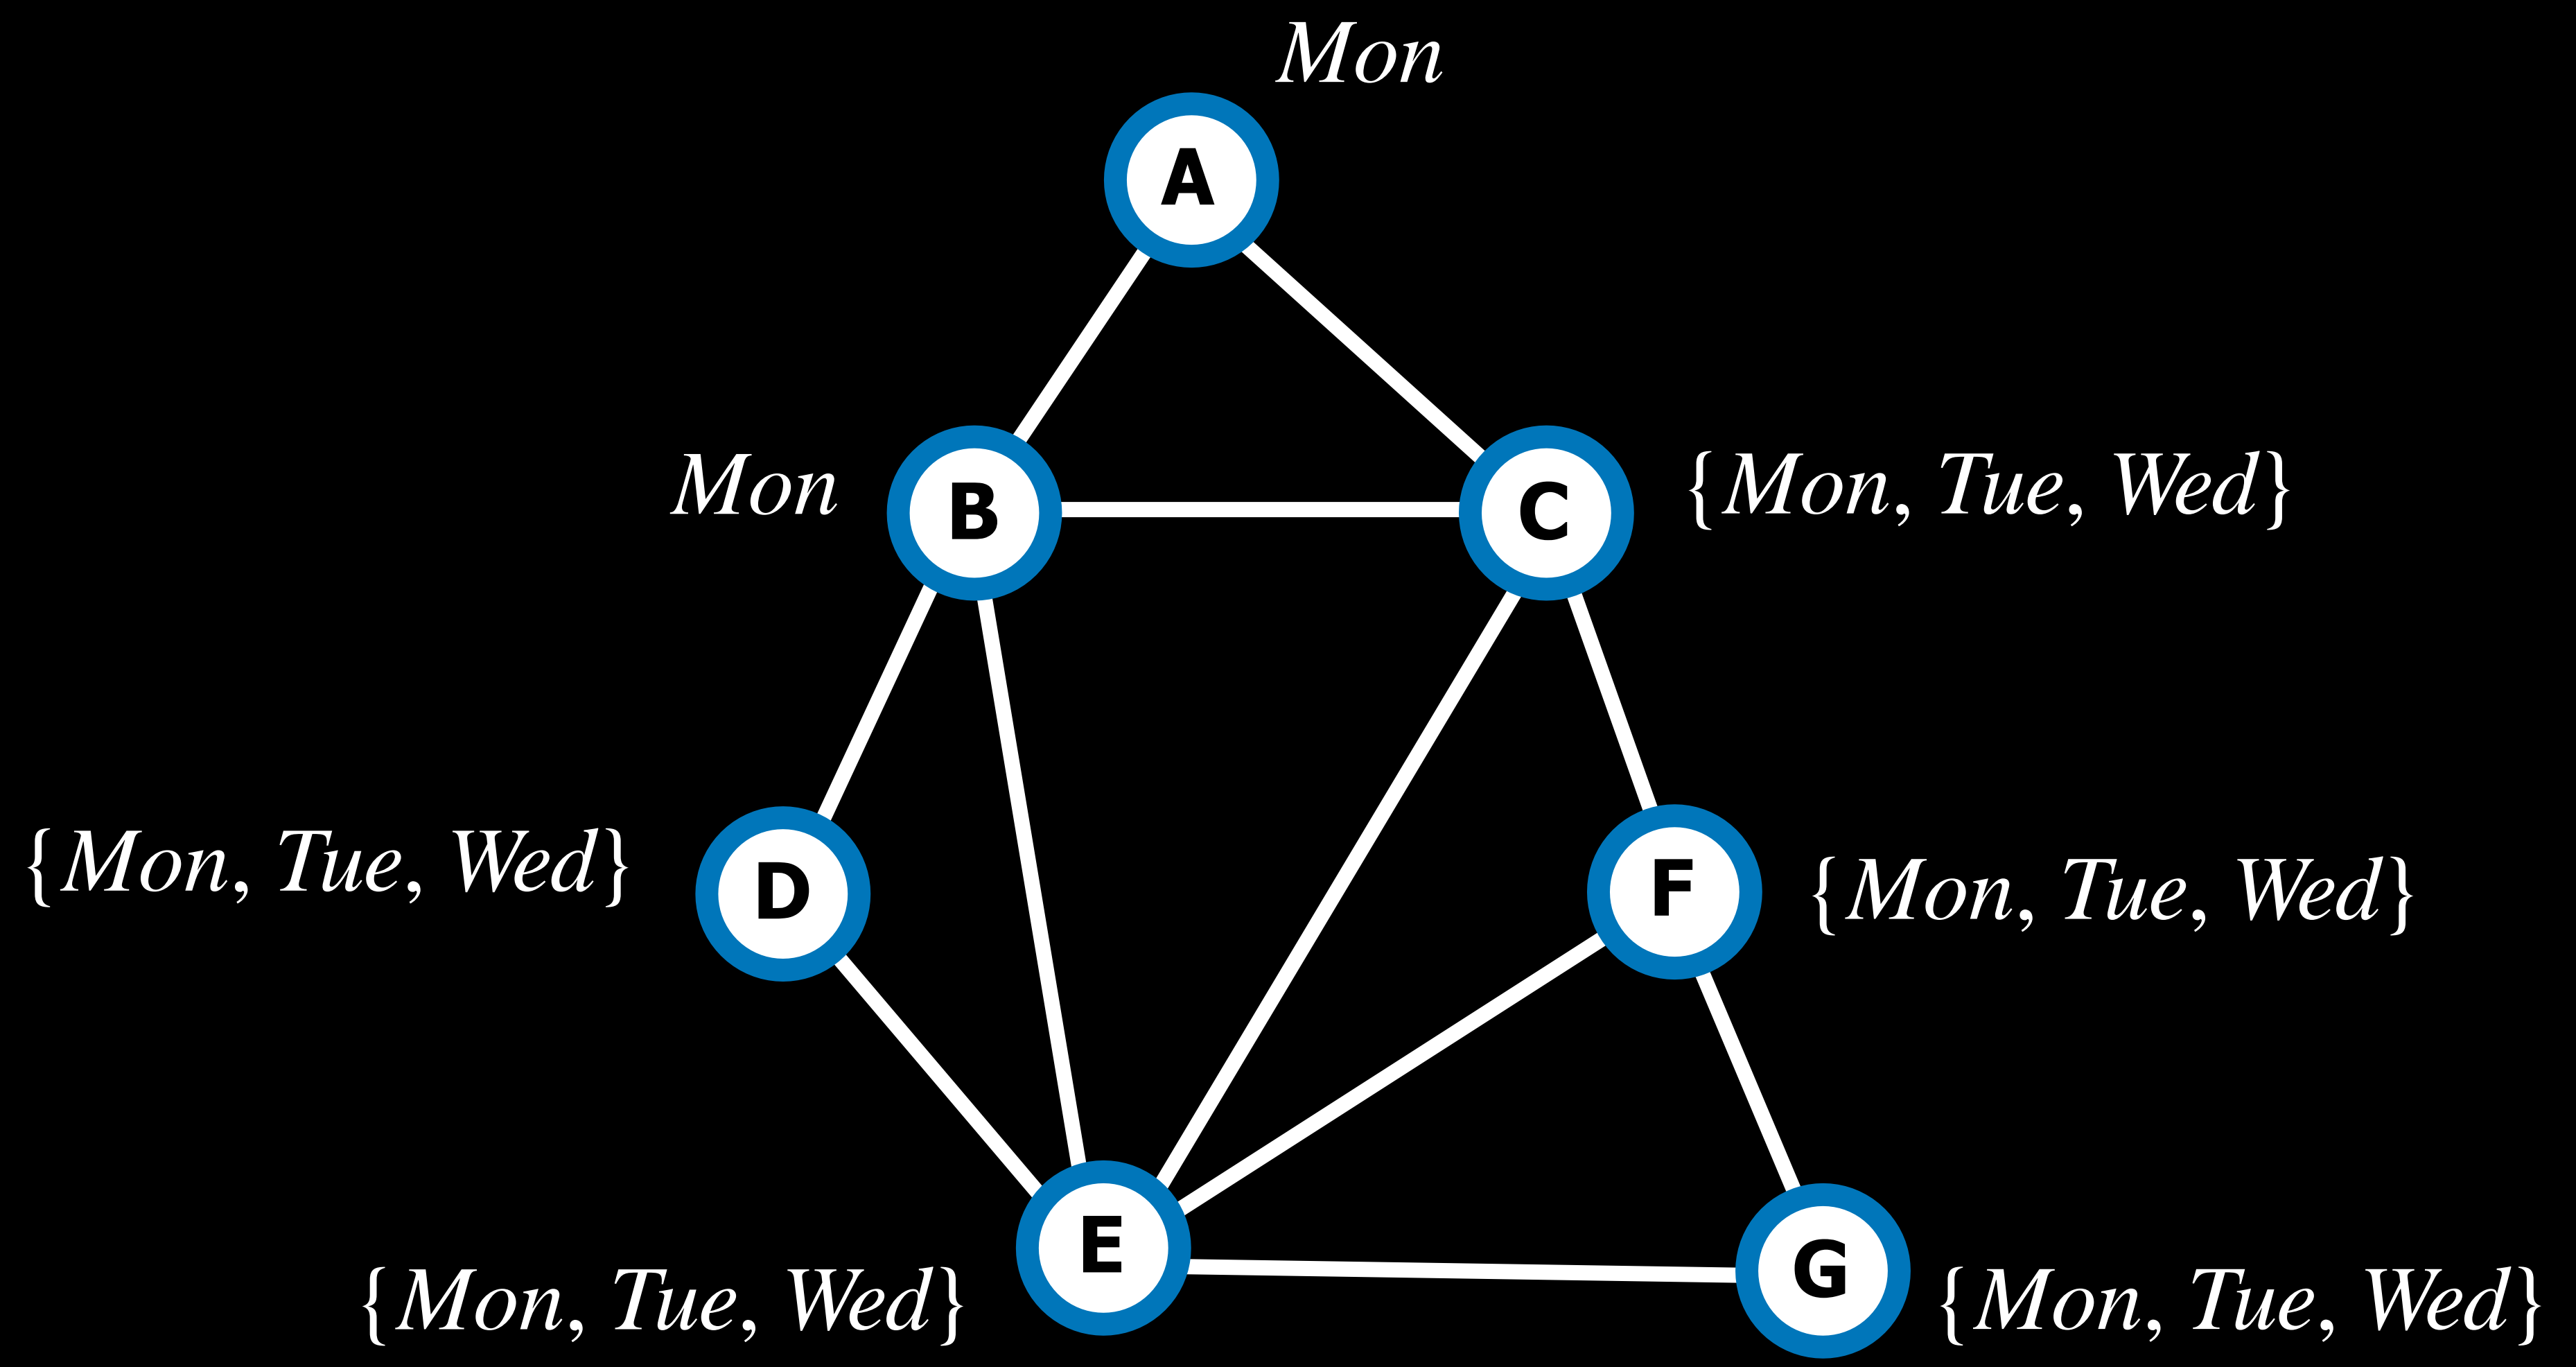 Mon
A
Mon
B
C
{Mon, Tue, Wed}
{Mon, Tue, Wed}
D
F
{Mon, Tue, Wed}
{Mon, Tue, Wed}
E
G
{Mon, Tue, Wed}